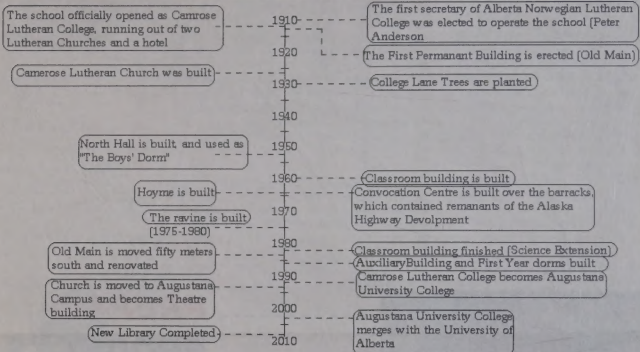 The school officially opened as Camrose
Lutheran College, running out of two
Lutheran Churches and a hotel
The first secretary of Alberta Norwegian Lutheran
College was elected to operate the school (Peter
Anderson
1910
The First Permanent Building is erected (Old Main)
1920
Camerose Lutheran Church was built
College Lane Trees are planted
1930
1940
North Hall is built, and used as
"The Boys' Dorm"
1950
Classroom building is built
1960
Hoyme is built
Convocation Centre is built over the barracks,
which contained remanants of the Alaska
Highway Devolpment
The ravine is built
(1975-1980)
1970
1980
Old Main is moved fifty meters
south and renovated
Classroom building finished (Science Extension)
AuxiliaryBuilding and First Year dorms built
Church is moved to Augustana
Campus and becomes Theatre
building
1990
Camrose Lutheran College becomes Augustana
University College
2000
Augustana University College
merges with the University of
Alberta
New Library Completed
2010